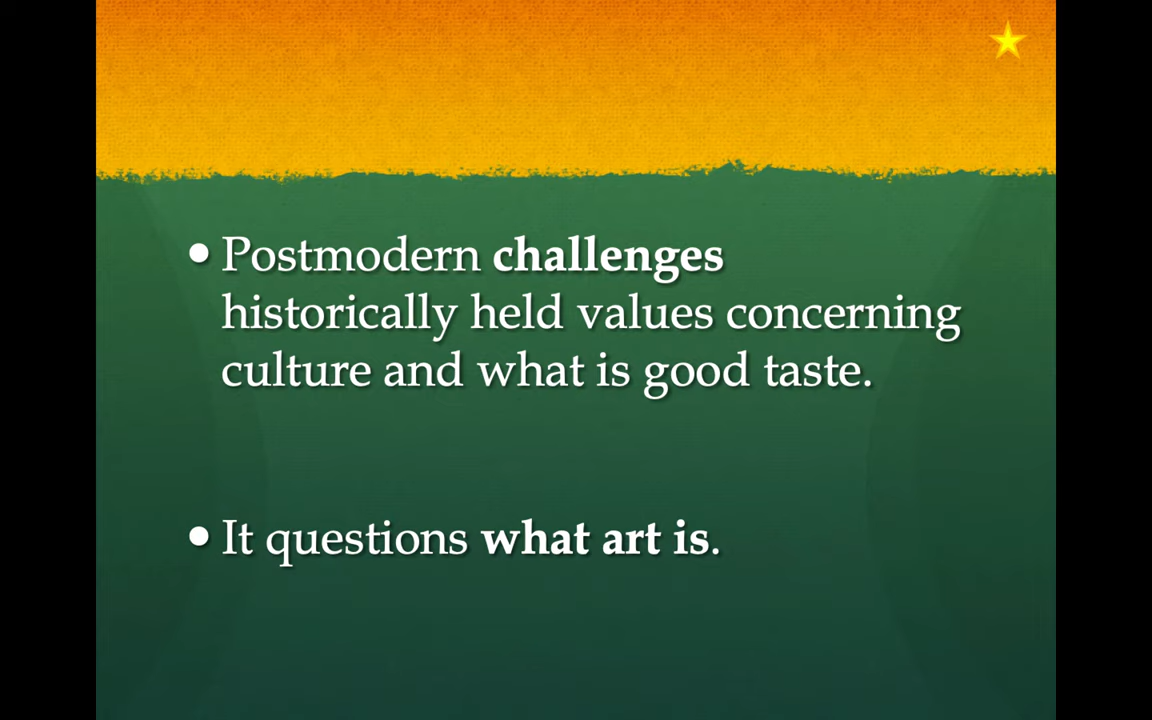 • Postmodern challenges
historically held values concerning
culture and what is good taste.
• It questions what art is.